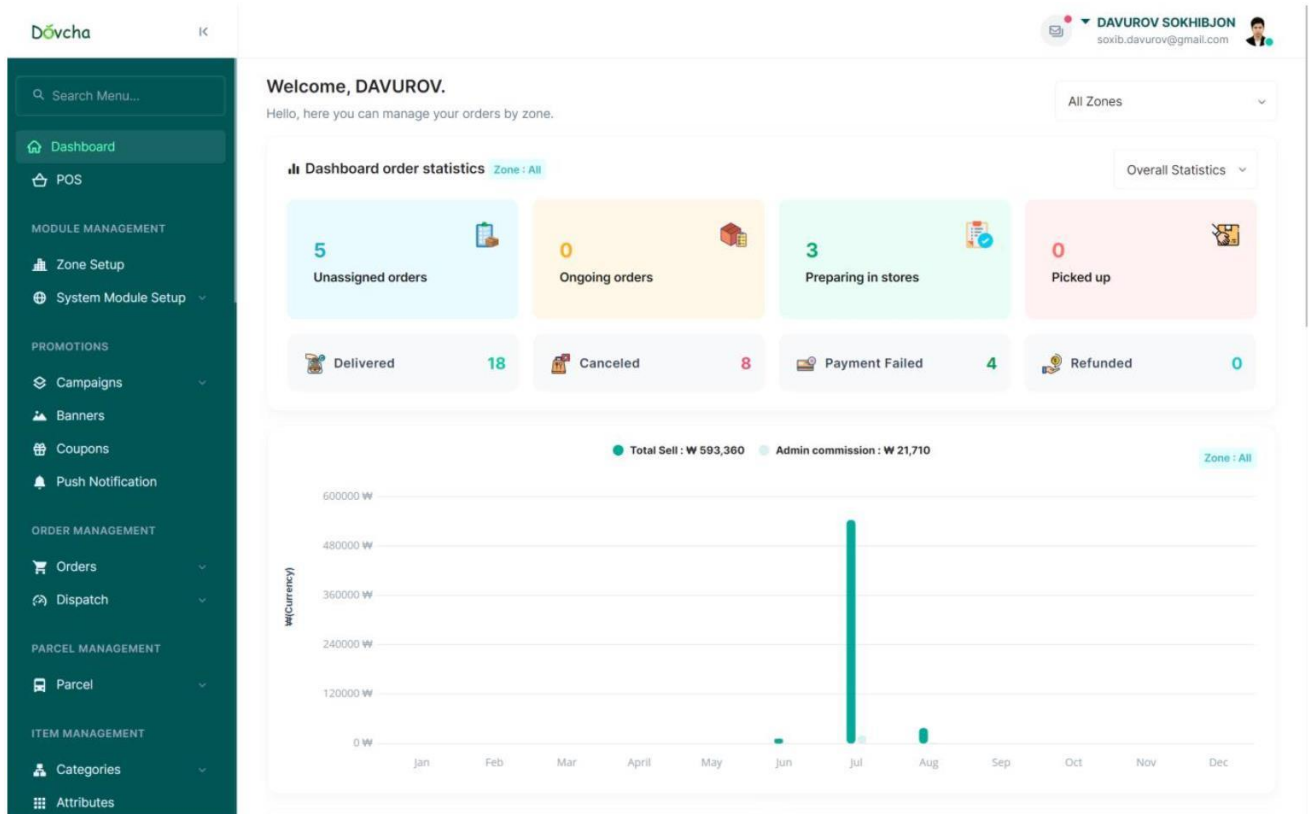 Dŏvcha
DAVUROV SOKHIBJON
soxib.davurov@gmail.com
Search Menu...
Dashboard
POS
MODULE MANAGEMENT
Zone Setup
System Module Setup
PROMOTIONS
Campaigns
Banners
Coupons
Push Notification
ORDER MANAGEMENT
Orders
Dispatch
PARCEL MANAGEMENT
Parcel
ITEM MANAGEMENT
Categories
Attributes
Welcome, DAVUROV.
Hello, here you can manage your orders by zone.
All Zones
Dashboard order statistics Zone : All
Overall Statistics
5
Unassigned orders
0
Ongoing orders
3
Preparing in stores
0
Picked up
Delivered 18
Canceled 8
Payment Failed 4
Refunded 0
Total Sell : ₩ 593,360 Admin commission : ₩ 21,710
Zone : All
₩(Currency)
600000 ₩
480000 ₩
360000 ₩
240000 ₩
120000 ₩
0 ₩
Jan Feb Mar April May Jun Jul Aug Sep Oct Nov Dec